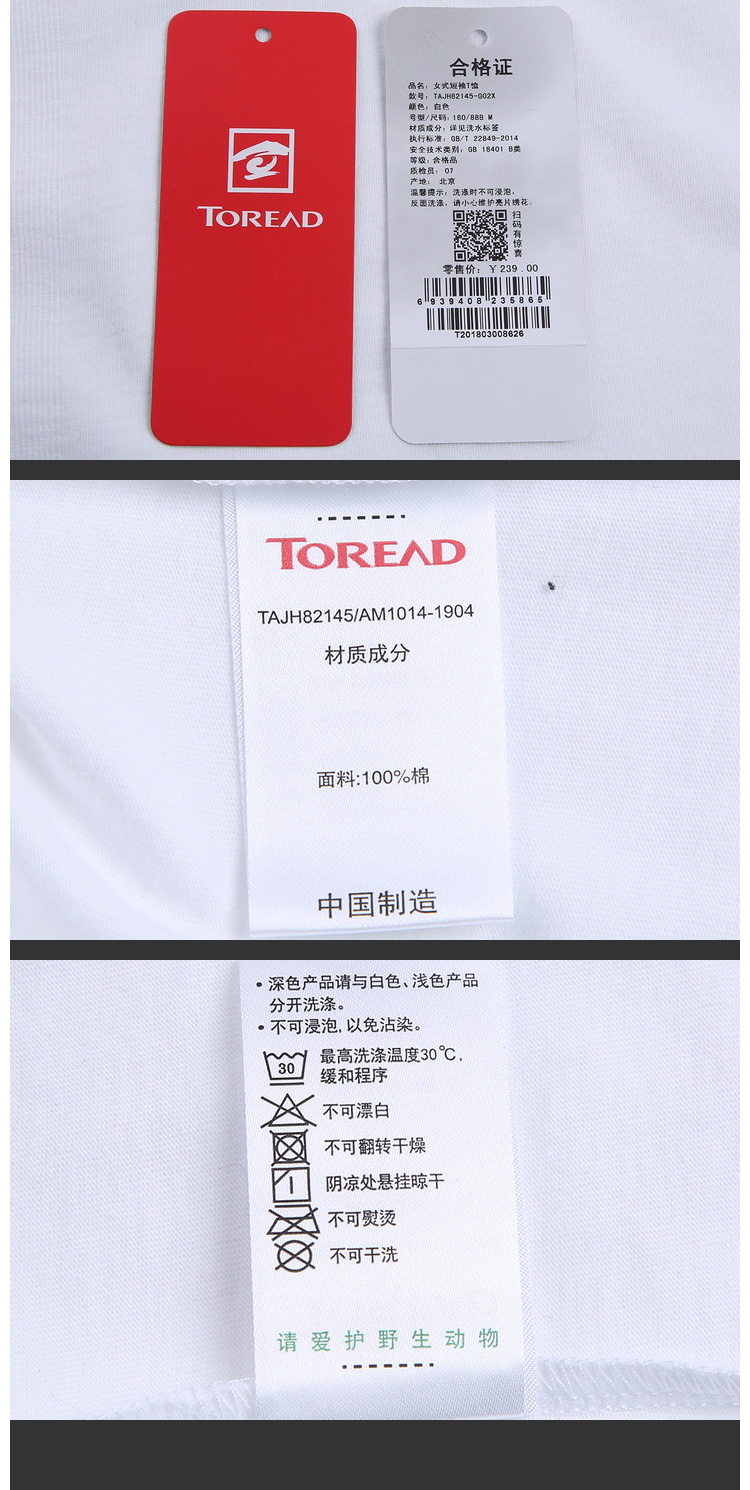 TOREAD
合格证
品名：女式短袖T恤
款号：TAJH82145-G02X
颜色：白色
号型/尺码：160/88B M
材质成分：详见洗水标签
执行标准：GB/T 22849-2014
安全技术类别：GB 18401 B类
等级：合格品
质检员：07
产地：北京
温馨提示：洗涤时不可浸泡，
反面洗涤，请小心维护亮片绣花。
扫码有惊喜
零售价：￥239.00
6 939408 235865
T201803008626
TOREAD
TAJH82145/AM1014-1904
材质成分
面料:100%棉
中国制造
• 深色产品请与白色、浅色产品
分开洗涤。
• 不可浸泡，以免沾染。
30
最高洗涤温度30℃，
缓和程序
不可漂白
不可翻转干燥
阴凉处悬挂晾干
不可熨烫
不可干洗
请爱护野生动物